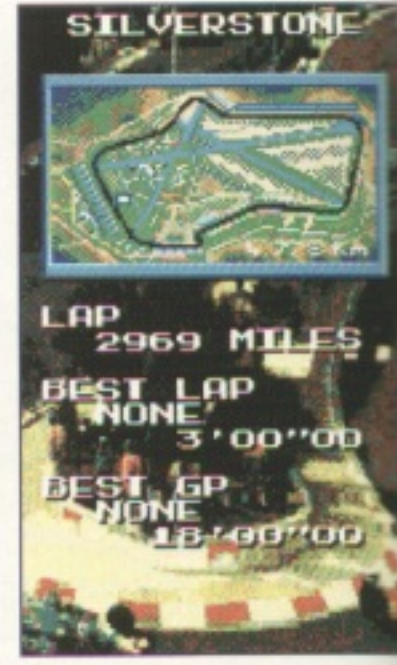 SILVERSTONE
LAP
2969 MILES
BEST LAP
NONE
3'00"00
BEST GP
NONE
18'00"00